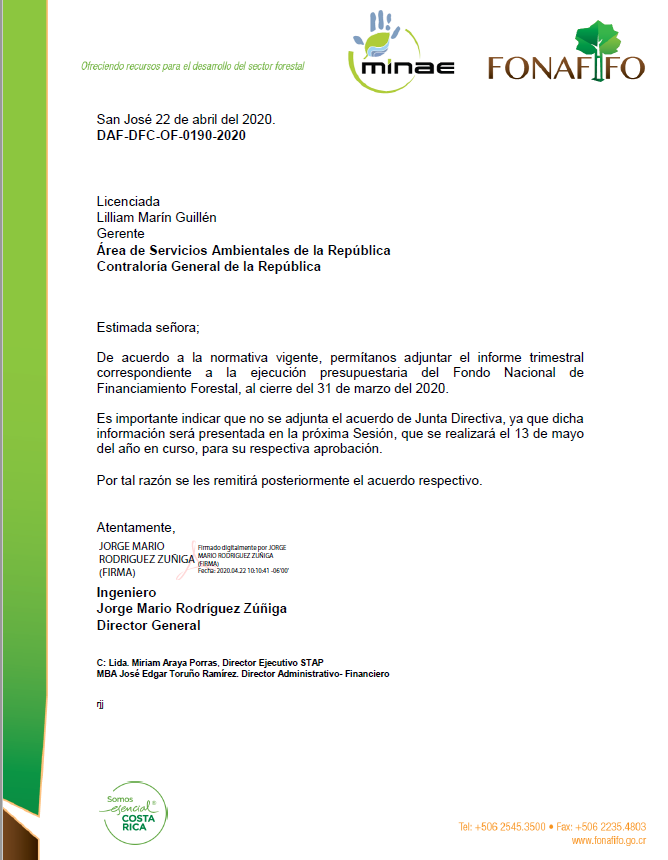 Ofreciendo recursos para el desarrollo del sector forestal
minae
FONAFIFO
San José 22 de abril del 2020.
DAF-DFC-OF-0190-2020
Licenciada
Lilliam Marín Guillén
Gerente
Área de Servicios Ambientales de la República
Contraloría General de la República
Estimada señora;
De acuerdo a la normativa vigente, permítanos adjuntar el informe trimestral
correspondiente a la ejecución presupuestaria del Fondo Nacional de
Financiamiento Forestal, al cierre del 31 de marzo del 2020.
Es importante indicar que no se adjunta el acuerdo de Junta Directiva, ya que dicha
información será presentada en la próxima Sesión, que se realizará el 13 de mayo
del año en curso, para su respectiva aprobación.
Por tal razón se les remitirá posteriormente el acuerdo respectivo.
Atentamente,
JORGE MARIO
RODRIGUEZ ZUÑIGA
(FIRMA)
Firmado digitalmente por JORGE
MARIO RODRIGUEZ ZUÑIGA
(FIRMA)
Fecha: 2020.04.22 10:10:41 -06'00'
Ingeniero
Jorge Mario Rodríguez Zúñiga
Director General
C: Lida. Miriam Araya Porras, Director Ejecutivo STAP
MBA José Edgar Toruño Ramírez. Director Administrativo- Financiero
rjj
Somos
esencial
COSTA
RICA
Tel: +506 2545.3500 • Fax: +506 2235.4803
www.fonafifo.go.cr